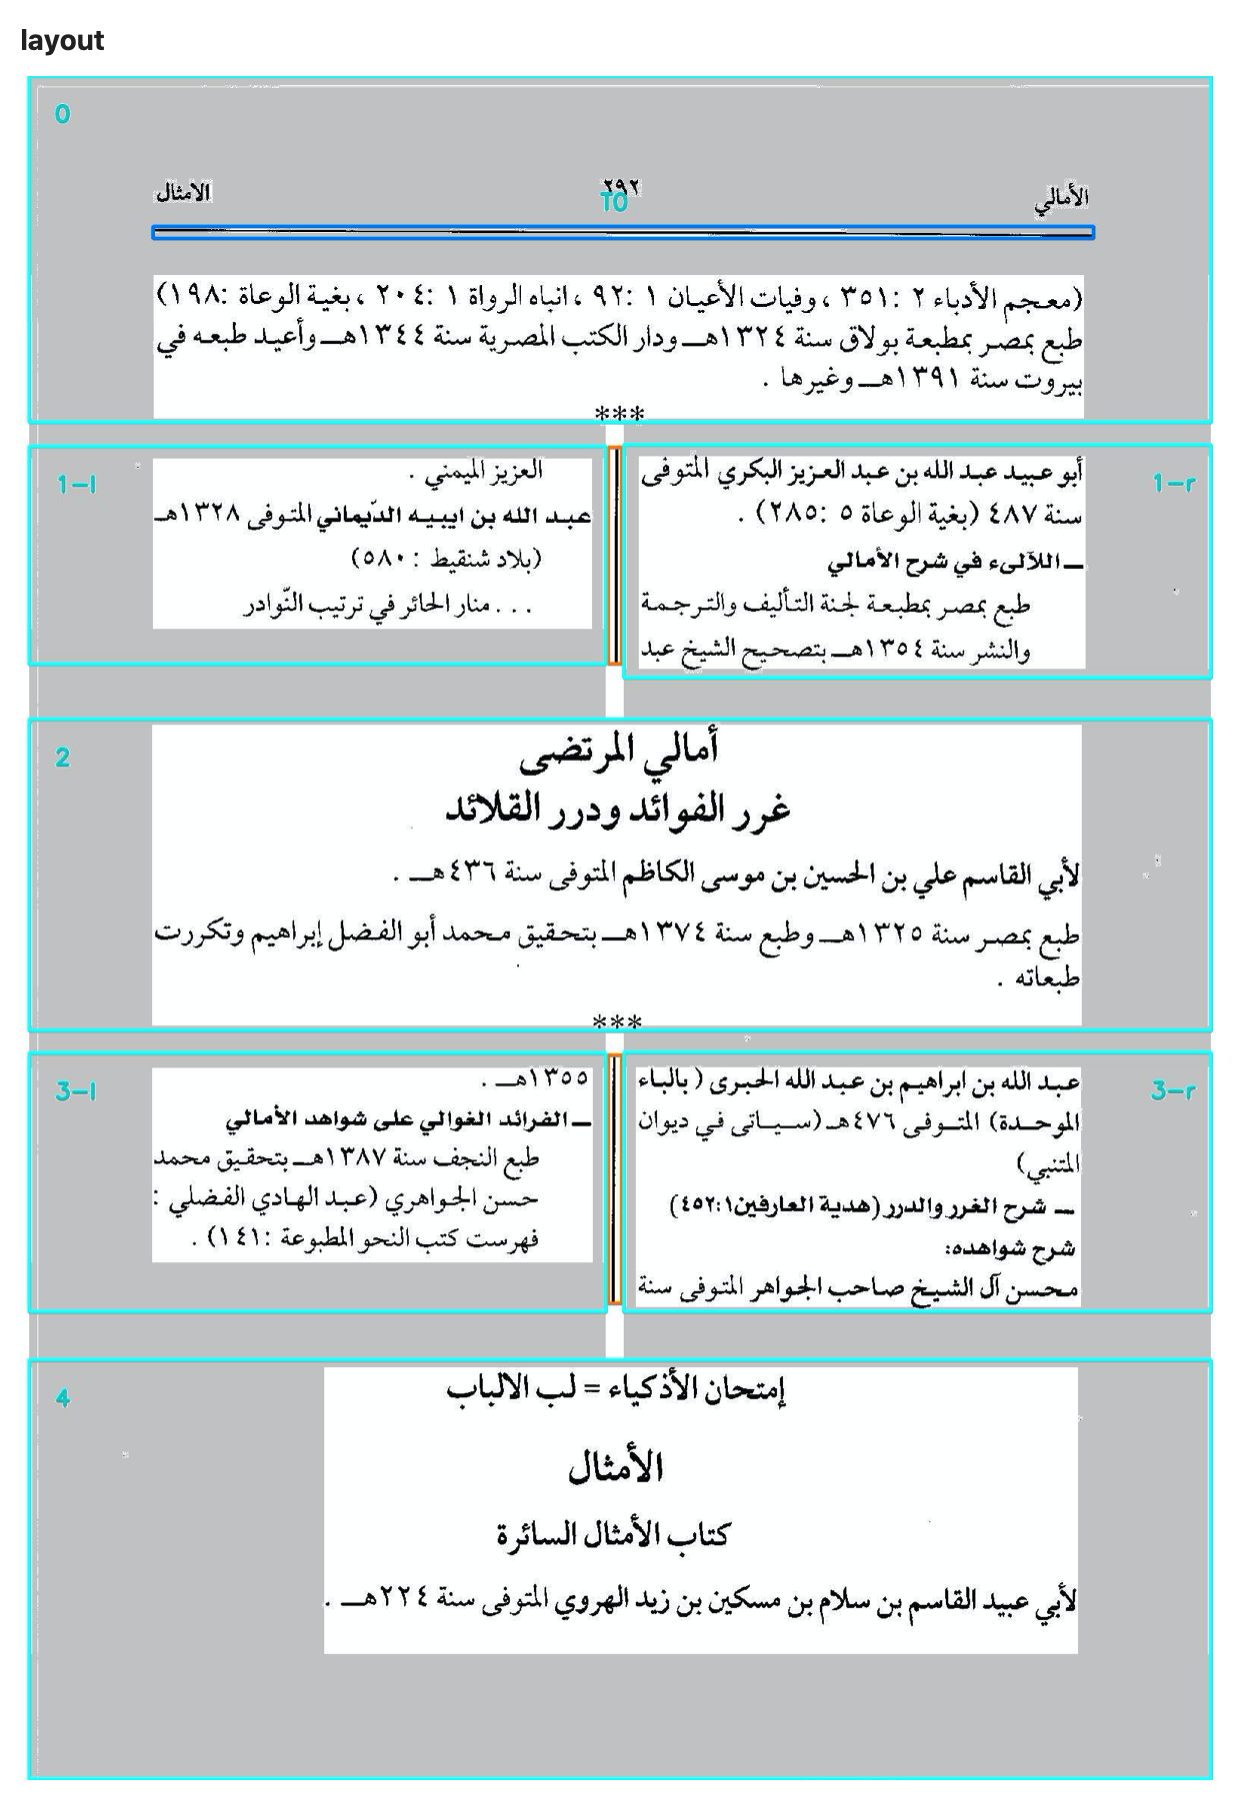 layout
0
الأمالي ٢٩٢ الامثال
T0
(معجم الأدباء ٢ :٣٥١ ، وفيات الأعيان ١ :٩٢ ، انباه الرواة ١ :٢٠٤ ، بغية الوعاة :١٩٨)
طبع بمصر بمطبعة بولاق سنة ١٣٢٤هـ ودار الكتب المصرية سنة ١٣٤٤هـ وأعيد طبعه في
بيروت سنة ١٣٩١هـ وغيرها .
***
1-r
أبو عبيد عبد الله بن عبد العزيز البكري المتوفى
سنة ٤٨٧ (بغية الوعاة ٥ :٢٨٥) .
ـ اللآلىء في شرح الأمالي
طبع بمصر بمطبعة لجنة التأليف والترجمة
والنشر سنة ١٣٥٤هـ بتصحيح الشيخ عبد
1-l
العزيز الميمني .
عبد الله بن ابيبه الدّيماني المتوفى ١٣٢٨هـ
(بلاد شنقيط : ٥٨٠)
. . . منار الحائر في ترتيب النّوادر
2
أمالي المرتضى
غرر الفوائد ودرر القلائد
لأبي القاسم علي بن الحسين بن موسى الكاظم المتوفى سنة ٤٣٦هـ .
طبع بمصر سنة ١٣٢٥هـ وطبع سنة ١٣٧٤هـ بتحقيق محمد أبو الفضل إبراهيم وتكررت
طبعاته .
***
3-r
عبد الله بن ابراهيم بن عبد الله الحبرى ( بالباء
الموحدة) المتوفى ٤٧٦هـ (سياتى في ديوان
المتنبي)
ـ شرح الغرر والدرر (هدية العارفين١:٤٥٢)
شرح شواهده:
محسن آل الشيخ صاحب الجواهر المتوفى سنة
3-l
١٣٥٥هـ .
ـ الفرائد الغوالي على شواهد الأمالي
طبع النجف سنة ١٣٨٧هـ بتحقيق محمد
حسن الجواهري (عبد الهادي الفضلي :
فهرست كتب النحو المطبوعة :١٤١) .
4
إمتحان الأذكياء = لب الالباب
الأمثال
كتاب الأمثال السائرة
لأبي عبيد القاسم بن سلام بن مسكين بن زيد الهروي المتوفى سنة ٢٢٤هـ .